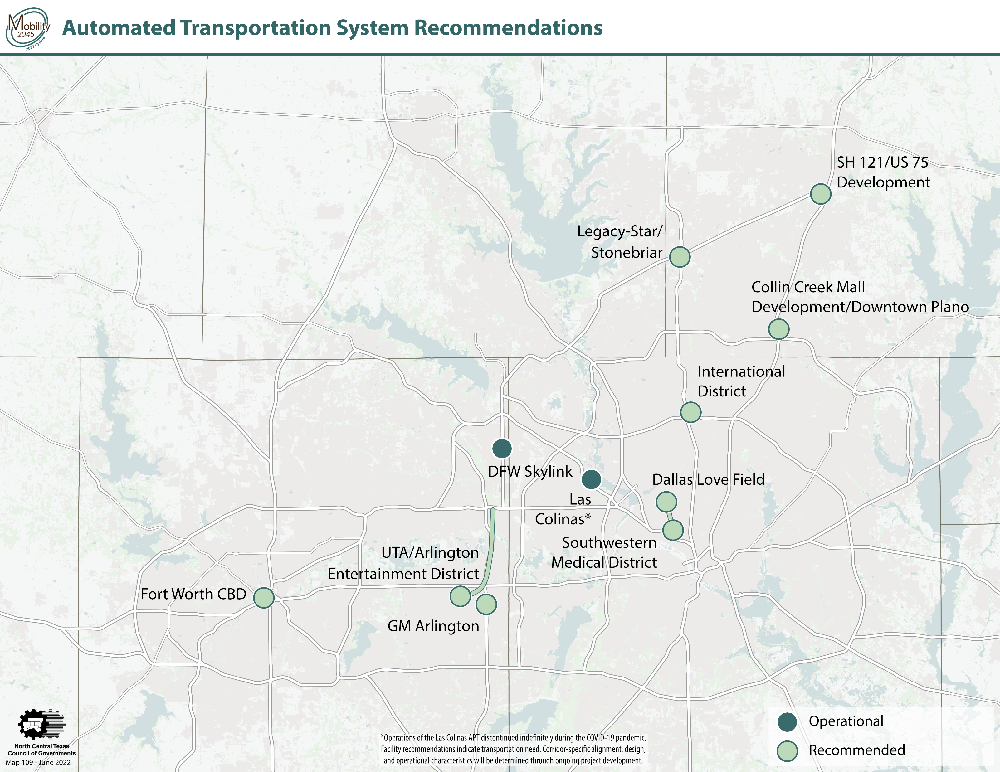 Mobility
2045
2022 Update
Automated Transportation System Recommendations
SH 121/US 75
Development
Legacy-Star/
Stonebriar
Collin Creek Mall
Development/Downtown Plano
International
District
DFW Skylink
Dallas Love Field
Las
Colinas*
Southwestern
Medical District
UTA/Arlington
Entertainment District
Fort Worth CBD
GM Arlington
Operational
Recommended
*Operations of the Las Colinas APT discontinued indefinitely during the COVID-19 pandemic.
Facility recommendations indicate transportation need. Corridor-specific alignment, design,
and operational characteristics will be determined through ongoing project development.
North Central Texas
Council of Governments
Map 109 - June 2022